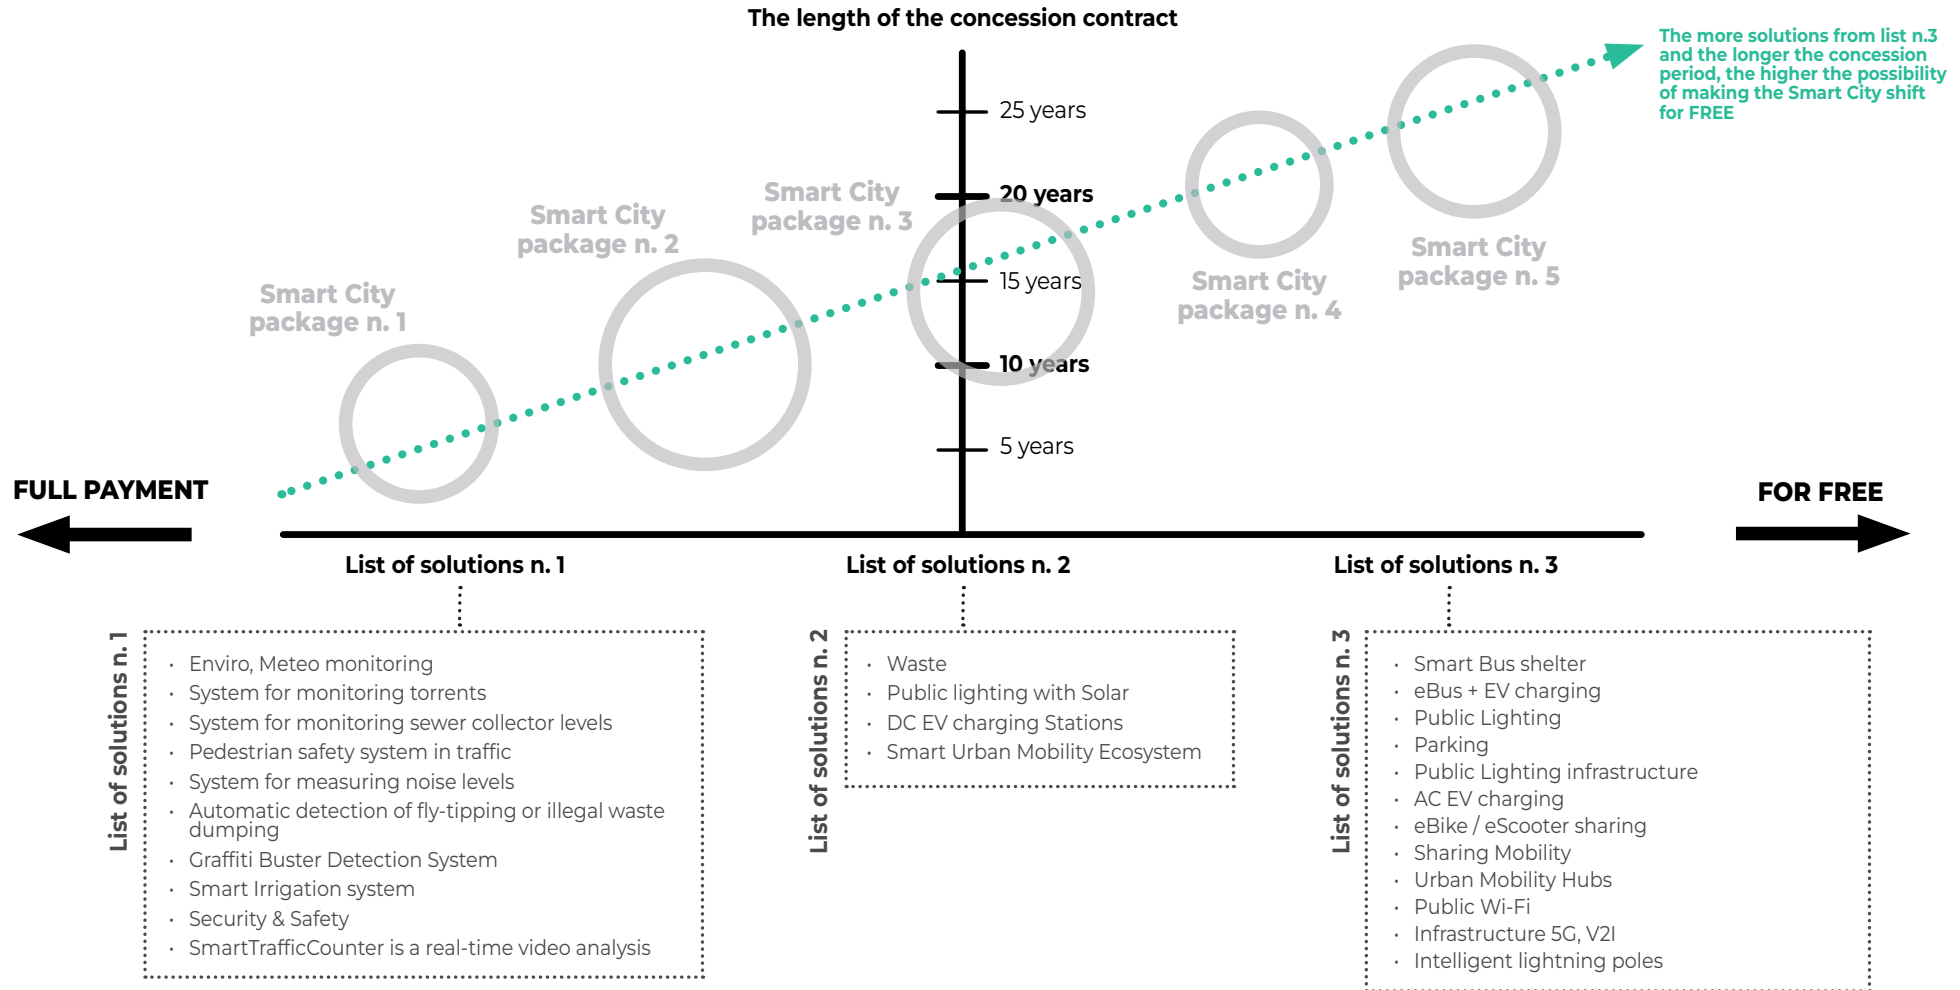 The length of the concession contract
The more solutions from list n.3
and the longer the concession
period, the higher the possibility
of making the Smart City shift
for FREE
25 years
20 years
15 years
10 years
5 years
Smart City
package n. 1
Smart City
package n. 2
Smart City
package n. 3
Smart City
package n. 4
Smart City
package n. 5
FULL PAYMENT
FOR FREE
List of solutions n. 1
List of solutions n. 2
List of solutions n. 3
List of solutions n. 1
· Enviro, Meteo monitoring
· System for monitoring torrents
· System for monitoring sewer collector levels
· Pedestrian safety system in traffic
· System for measuring noise levels
· Automatic detection of fly-tipping or illegal waste
dumping
· Graffiti Buster Detection System
· Smart Irrigation system
· Security & Safety
· SmartTrafficCounter is a real-time video analysis
List of solutions n. 2
· Waste
· Public lighting with Solar
· DC EV charging Stations
· Smart Urban Mobility Ecosystem
List of solutions n. 3
· Smart Bus shelter
· eBus + EV charging
· Public Lighting
· Parking
· Public Lighting infrastructure
· AC EV charging
· eBike / eScooter sharing
· Sharing Mobility
· Urban Mobility Hubs
· Public Wi-Fi
· Infrastructure 5G, V2I
· Intelligent lightning poles